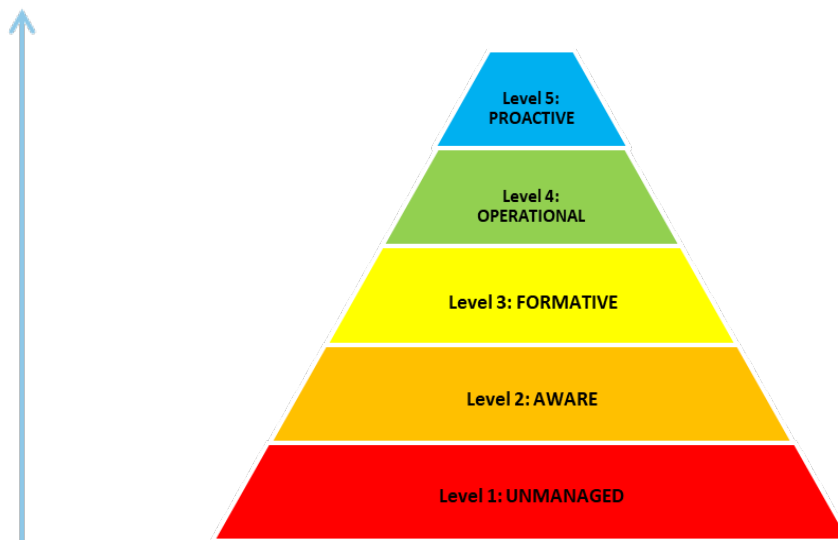 Level 5:
PROACTIVE
Level 4:
OPERATIONAL
Level 3: FORMATIVE
Level 2: AWARE
Level 1: UNMANAGED